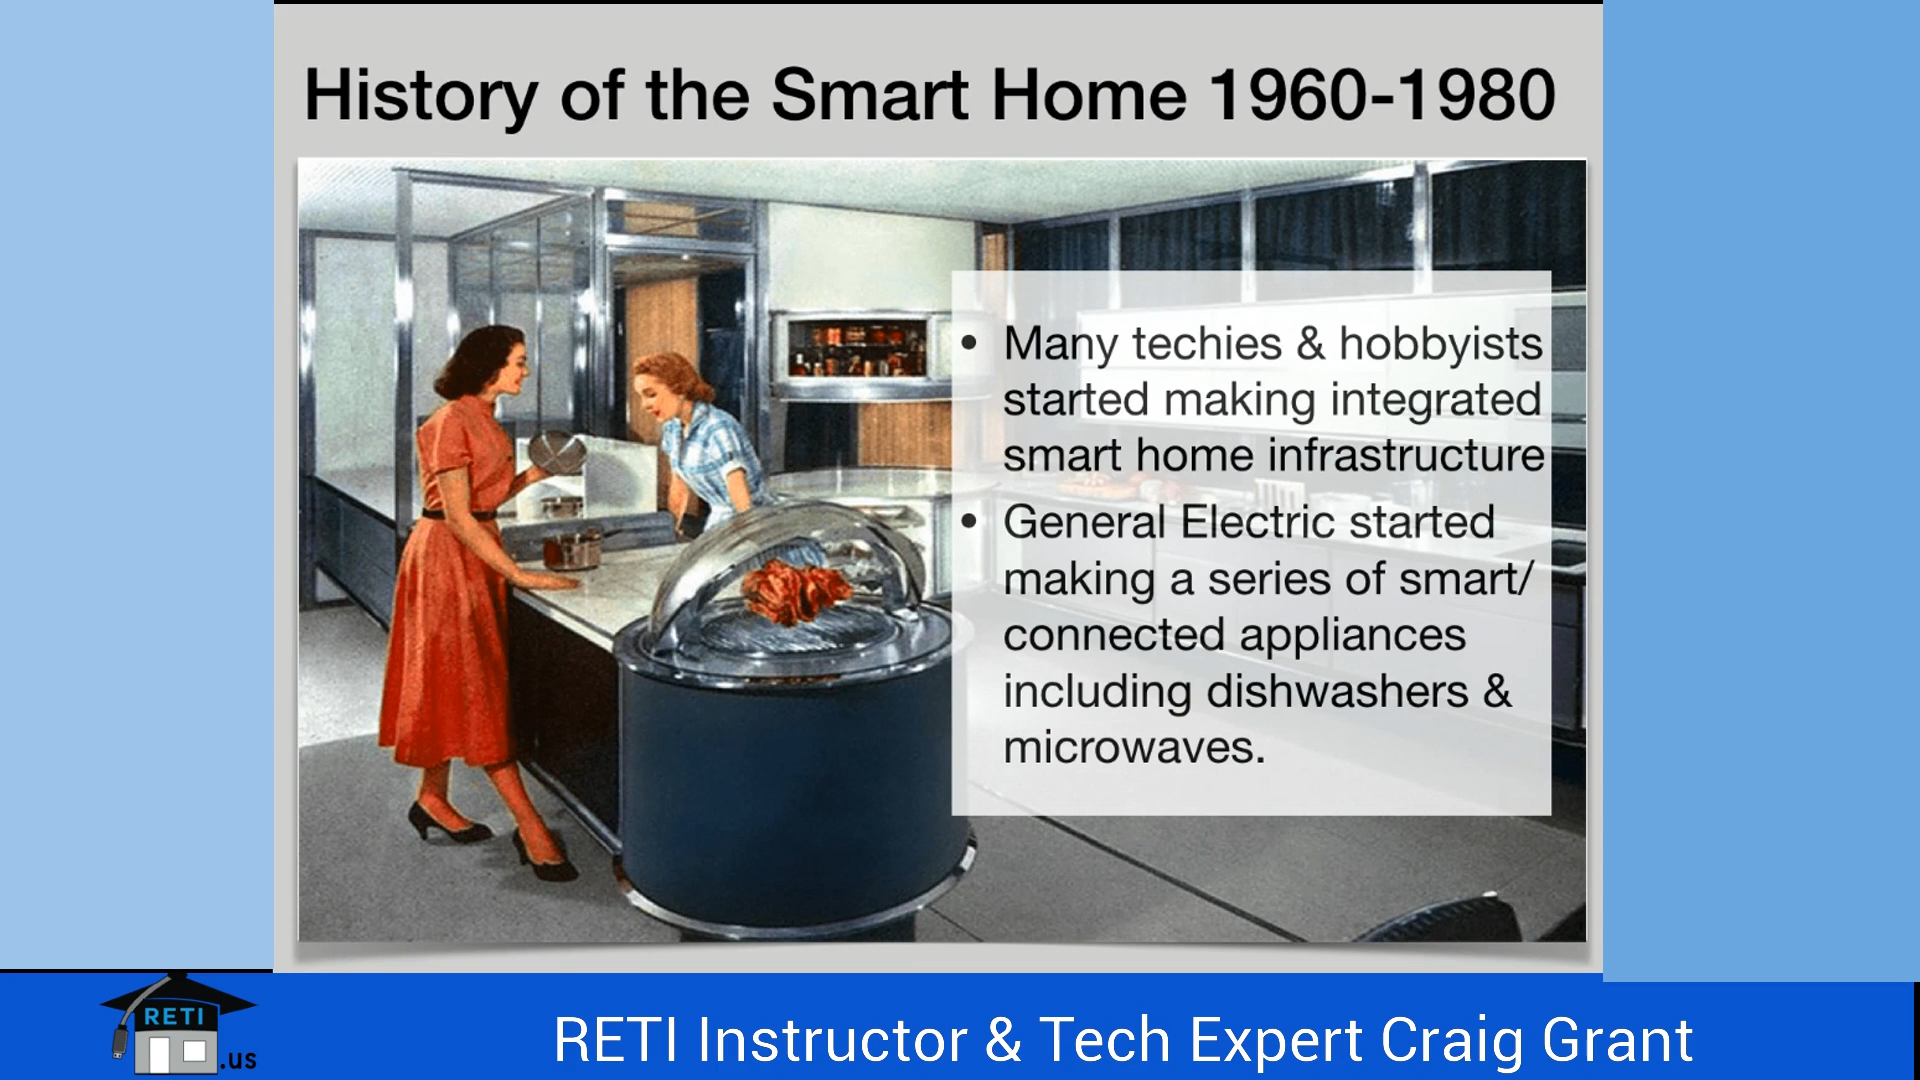 History of the Smart Home 1960-1980
• Many techies & hobbyists
started making integrated
smart home infrastructure
• General Electric started
making a series of smart/
connected appliances
including dishwashers &
microwaves.
RETI
.us
RETI Instructor & Tech Expert Craig Grant